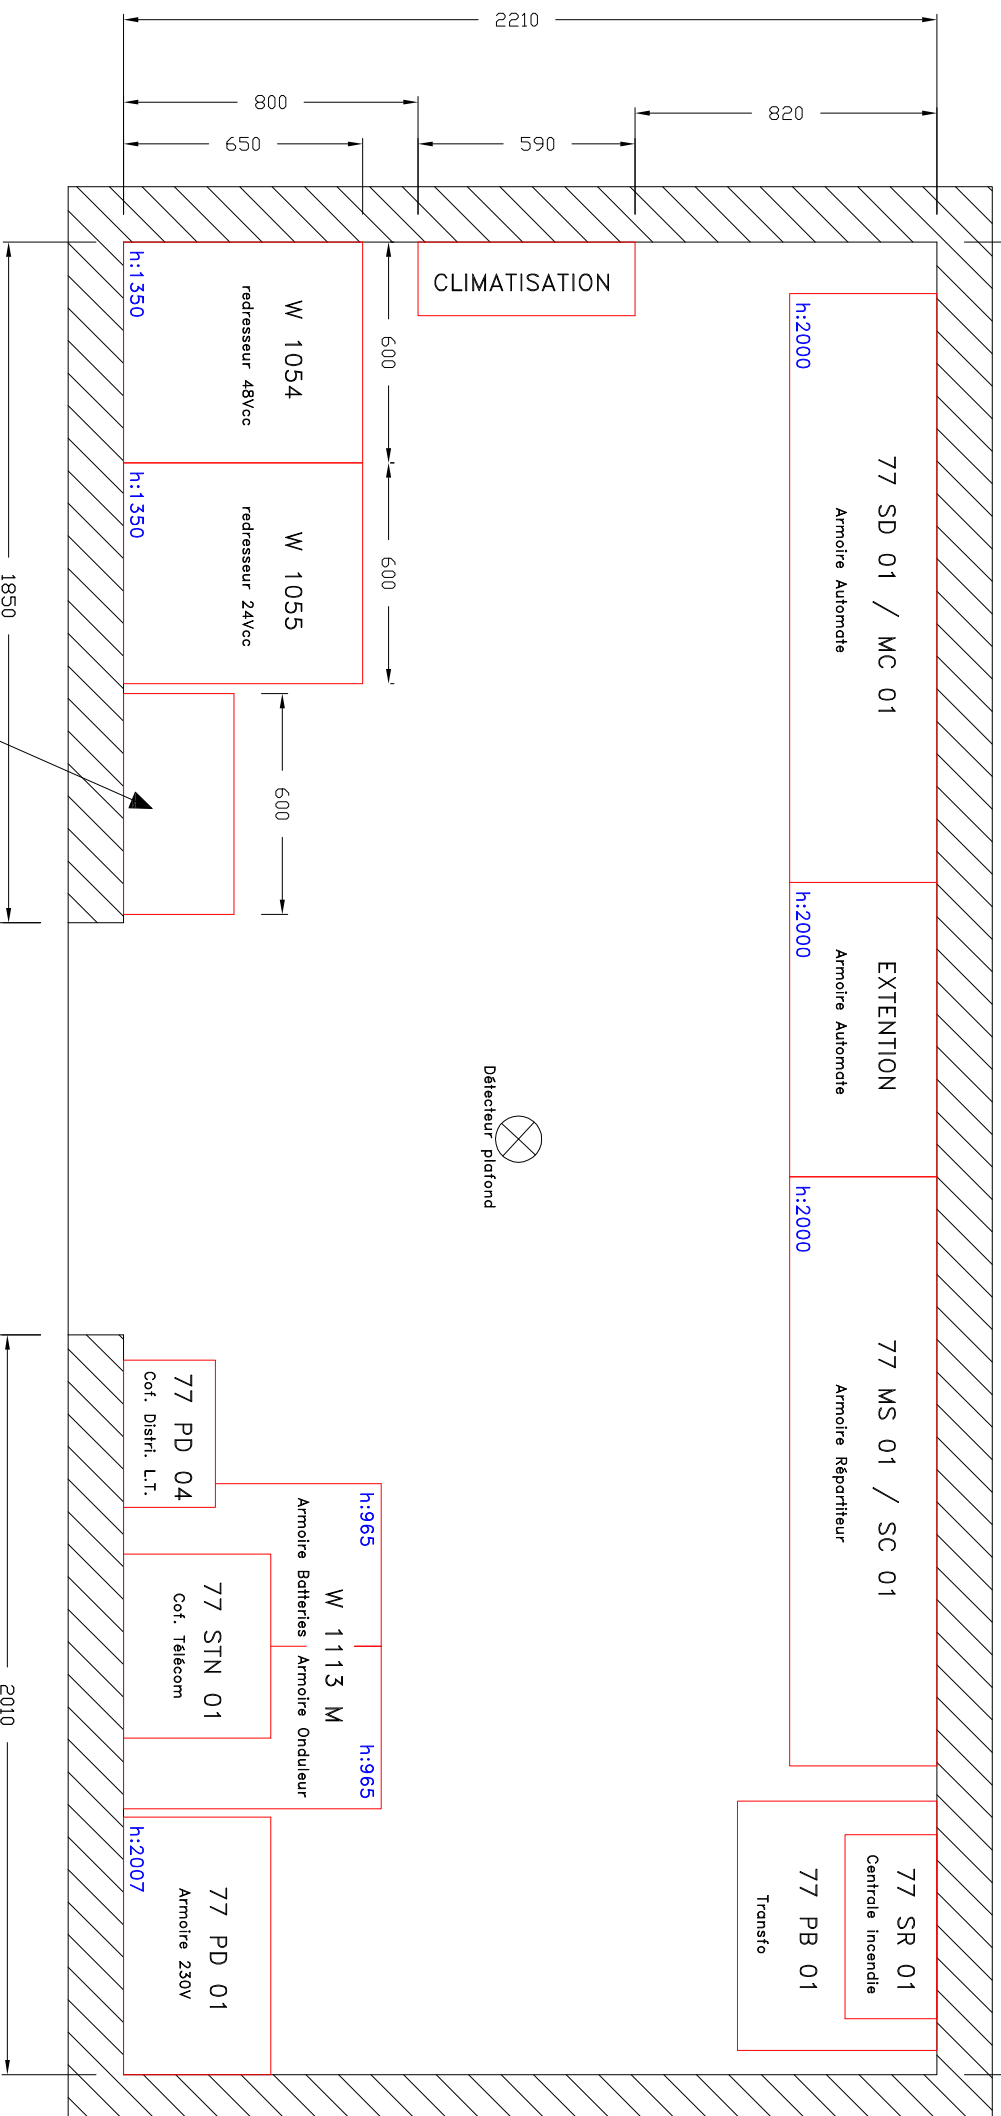 2210
800
820
650
590
CLIMATISATION
h:1350
W 1054
redresseur 48Vcc
600
h:1350
W 1055
redresseur 24Vcc
600
600
1850
h:2000
77 SD 01 / MC 01
Armoire Automate
h:2000
EXTENTION
Armoire Automate
h:2000
77 MS 01 / SC 01
Armoire Répartiteur
Détecteur plafond
77 PD 04
Cof. Distri. L.T.
h:965
W 1113 M
h:965
Armoire Batteries
Armoire Onduleur
77 STN 01
Cof. Télécom
h:2007
77 PD 01
Armoire 230V
77 SR 01
Centrale incendie
77 PB 01
Transfo
2010